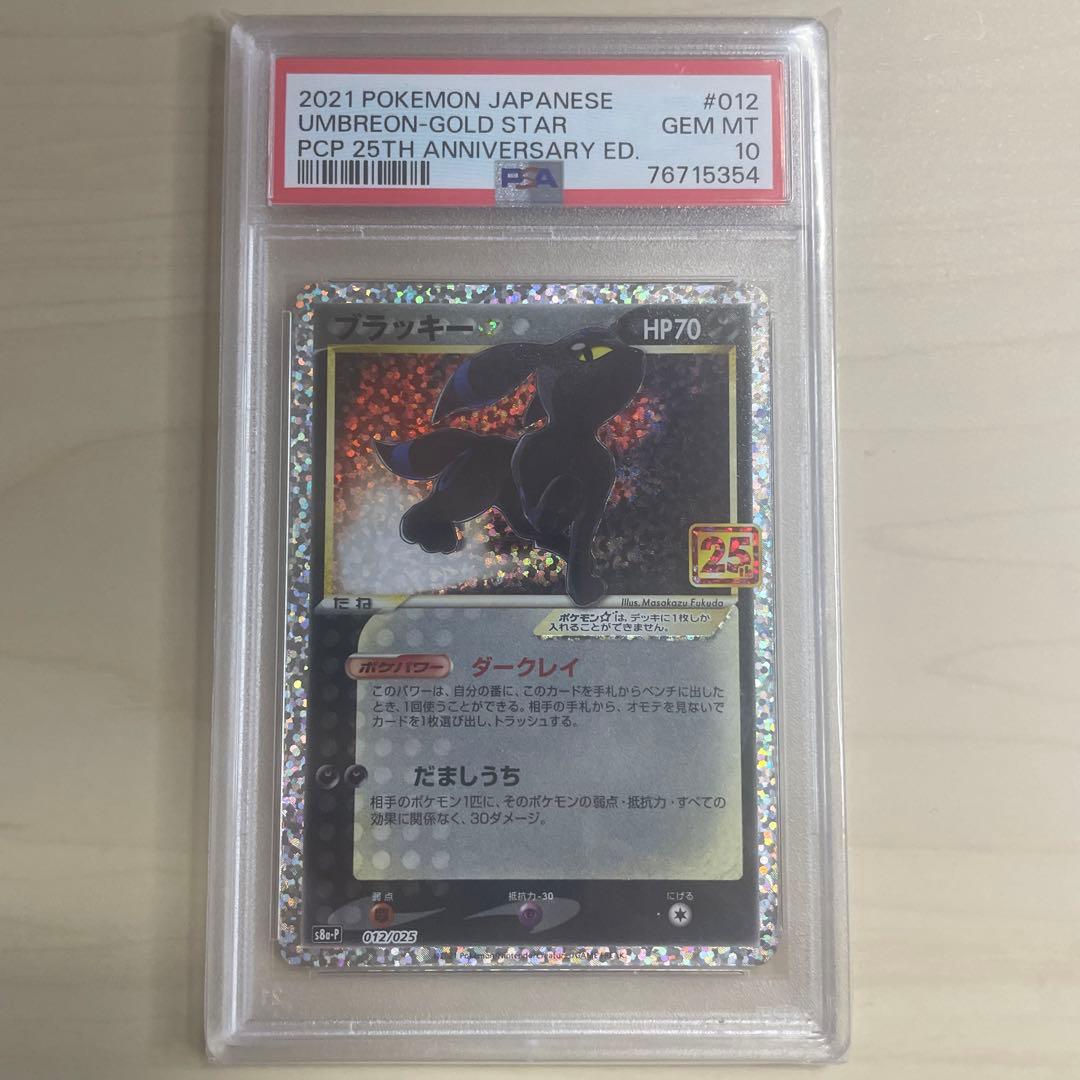 2021 POKEMON JAPANESE #012
UMBREON-GOLD STAR GEM MT
PCP 25TH ANNIVERSARY ED. 10
PSA 76715354
ブラッキー☆ HP70
25th
たね
Illus. Masakazu Fukuda
ポケモン☆は、デッキに1枚しか
入れることができません。
ポケパワー ダークレイ
このパワーは、自分の番に、このカードを手札からベンチに出した
とき、1回使うことができる。相手の手札から、オモテを見ないで
カードを1枚選び出し、トラッシュする。
だましうち
相手のポケモン1匹に、そのポケモンの弱点・抵抗力・すべての
効果に関係なく、30ダメージ。
弱点 抵抗力 -30 にげる
s8a-P 012/025
©2021 Pokémon/Nintendo/Creatures/GAME FREAK.